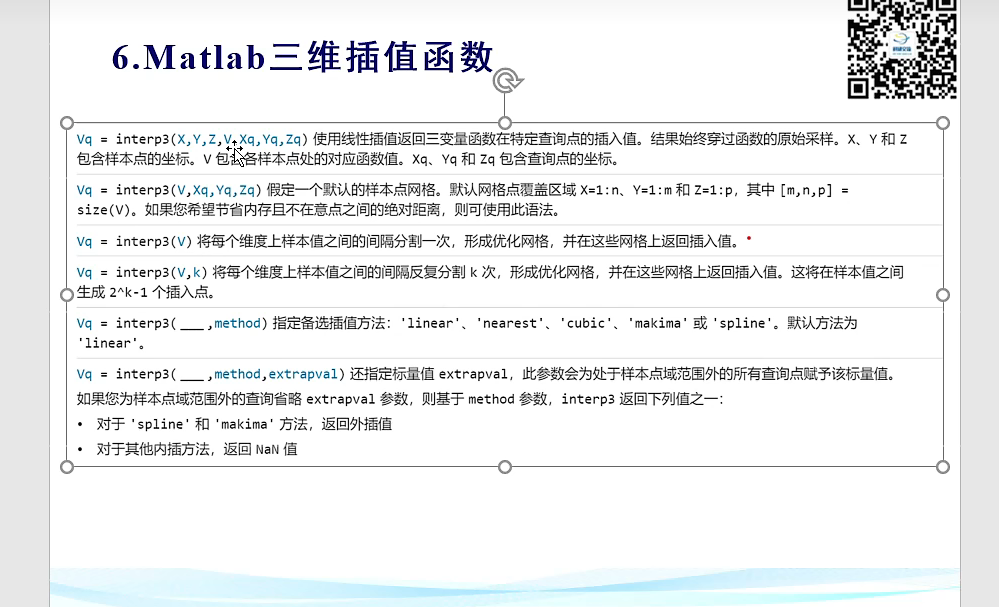 6.Matlab三维插值函数
Vq = interp3(X,Y,Z,V,Xq,Yq,Zq) 使用线性插值返回三变量函数在特定查询点的插入值。结果始终穿过函数的原始采样。X、Y 和 Z
包含样本点的坐标。V 包含各样本点处的对应函数值。Xq、Yq 和 Zq 包含查询点的坐标。
Vq = interp3(V,Xq,Yq,Zq) 假定一个默认的样本点网格。默认网格点覆盖区域 X=1:n、Y=1:m 和 Z=1:p，其中 [m,n,p] =
size(V)。如果您希望节省内存且不在意点之间的绝对距离，则可使用此语法。
Vq = interp3(V) 将每个维度上样本值之间的间隔分割一次，形成优化网格，并在这些网格上返回插入值。
Vq = interp3(V,k) 将每个维度上样本值之间的间隔反复分割 k 次，形成优化网格，并在这些网格上返回插入值。这将在样本值之间
生成 2^k-1 个插入点。
Vq = interp3(___,method) 指定备选插值方法：'linear'、'nearest'、'cubic'、'makima' 或 'spline'。默认方法为
'linear'。
Vq = interp3(___,method,extrapval) 还指定标量值 extrapval，此参数会为处于样本点域范围外的所有查询点赋予该标量值。
如果您为样本点域范围外的查询省略 extrapval 参数，则基于 method 参数，interp3 返回下列值之一：
• 对于 'spline' 和 'makima' 方法，返回外插值
• 对于其他内插方法，返回 NaN 值